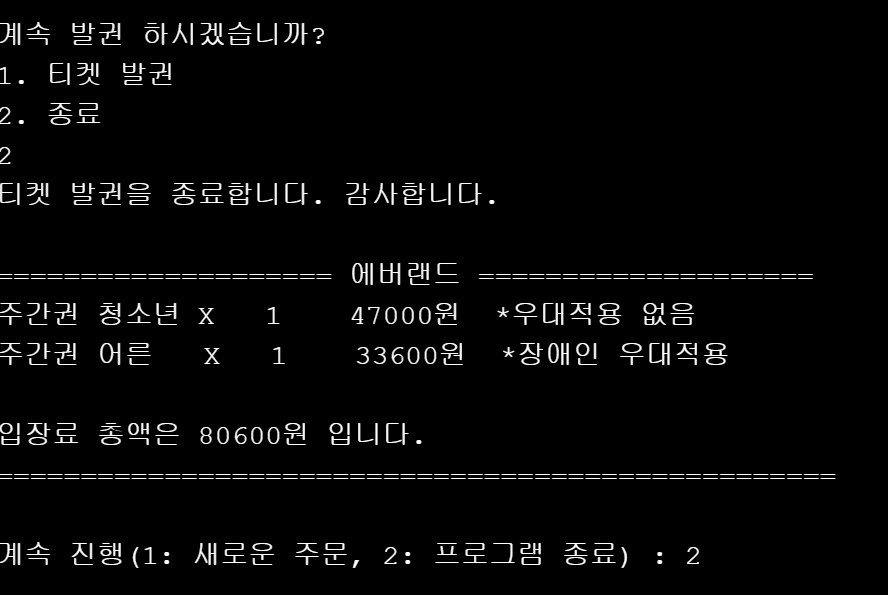 계속 발권 하시겠습니까?
1. 티켓 발권
2. 종료
2
티켓 발권을 종료합니다. 감사합니다.
==================== 에버랜드 ====================
주간권 청소년 X   1    47000원  *우대적용 없음
주간권 어른   X   1    33600원  *장애인 우대적용
입장료 총액은 80600원 입니다.
==================================================
계속 진행(1: 새로운 주문, 2: 프로그램 종료) : 2